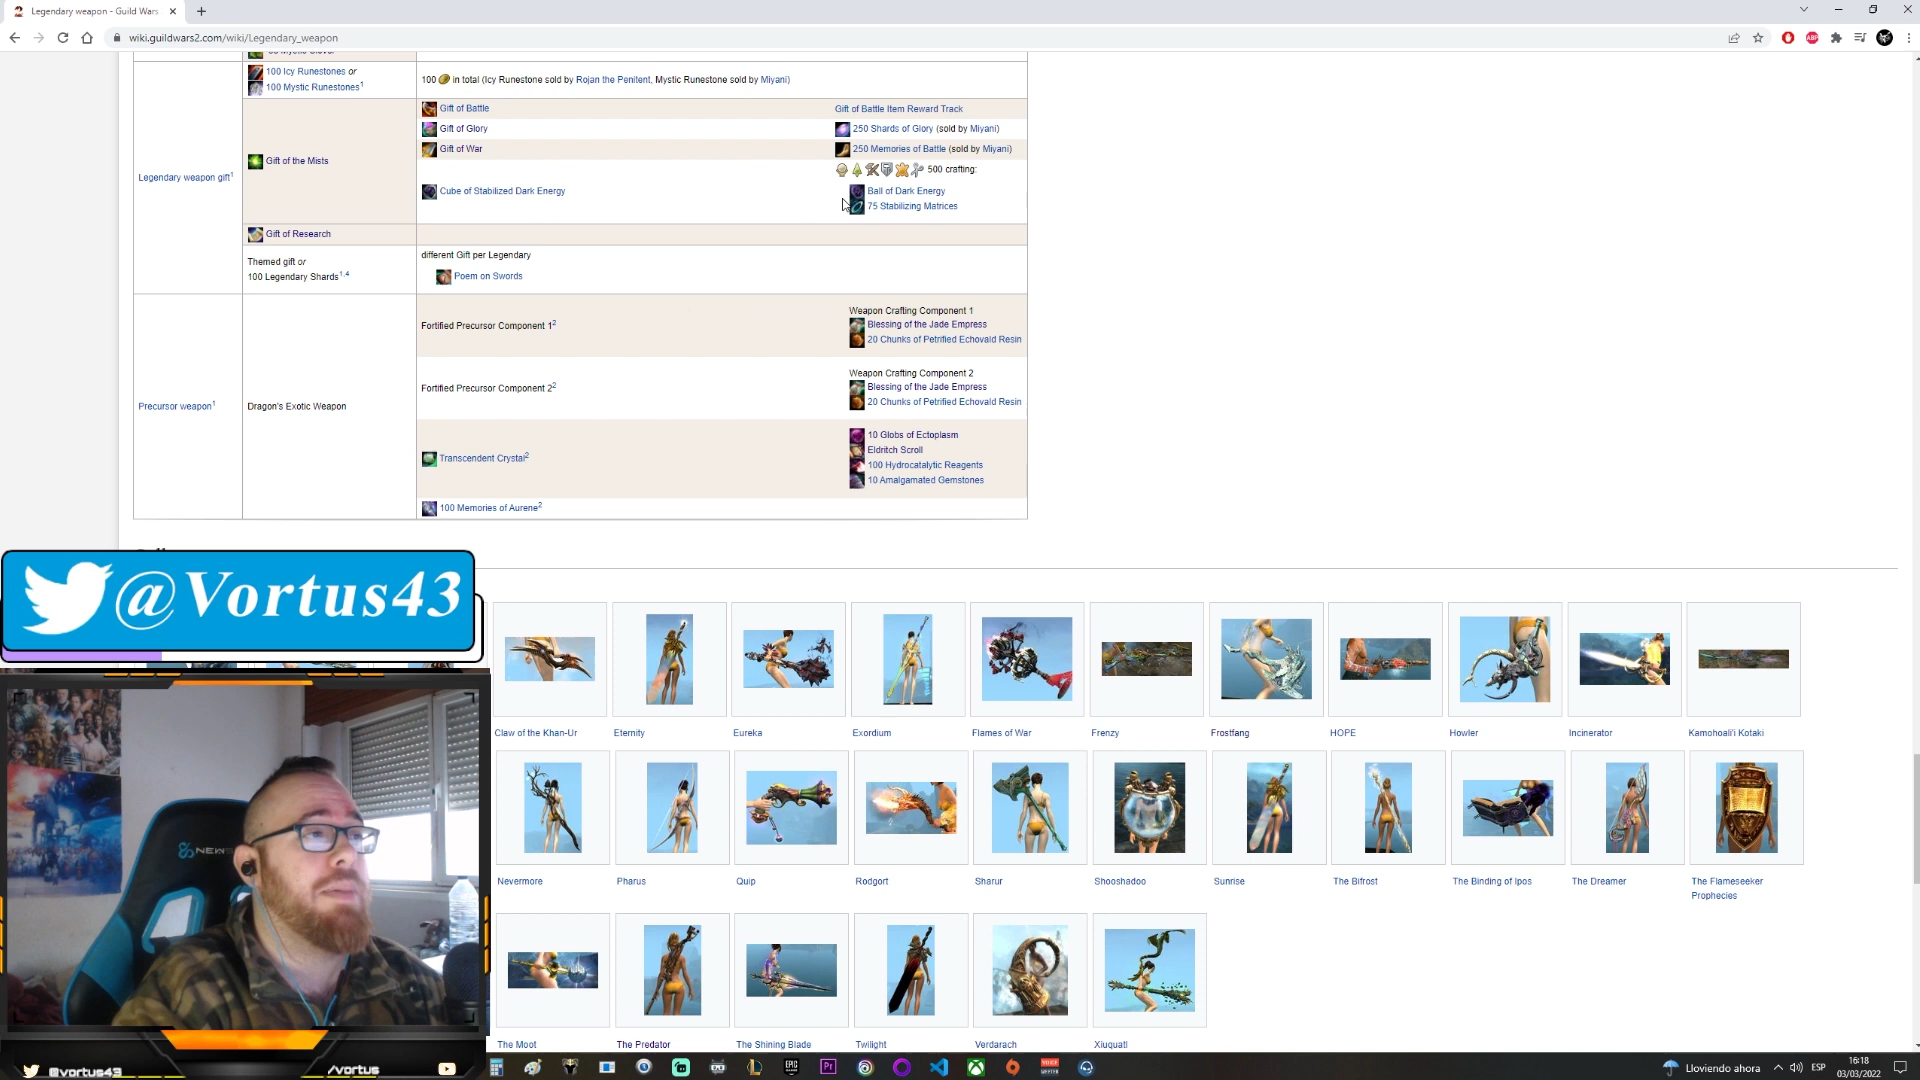 Legendary weapon - Guild Wars
wiki.guildwars2.com/wiki/Legendary_weapon
ABP
100 Icy Runestones or
100 Mystic Runestones1
100 in total (Icy Runestone sold by Rojan the Penitent, Mystic Runestone sold by Miyani)
Legendary weapon gift1
Gift of the Mists
Gift of Battle
Gift of Battle Item Reward Track
Gift of Glory
250 Shards of Glory (sold by Miyani)
Gift of War
250 Memories of Battle (sold by Miyani)
Cube of Stabilized Dark Energy
500 crafting:
Ball of Dark Energy
75 Stabilizing Matrices
Gift of Research
Themed gift or
100 Legendary Shards1,4
different Gift per Legendary
Poem on Swords
Precursor weapon1
Dragon's Exotic Weapon
Fortified Precursor Component 12
Weapon Crafting Component 1
Blessing of the Jade Empress
20 Chunks of Petrified Echovald Resin
Fortified Precursor Component 22
Weapon Crafting Component 2
Blessing of the Jade Empress
20 Chunks of Petrified Echovald Resin
Transcendent Crystal2
10 Globs of Ectoplasm
Eldritch Scroll
100 Hydrocatalytic Reagents
10 Amalgamated Gemstones
100 Memories of Aurene2
@Vortus43
Claw of the Khan-Ur
Eternity
Eureka
Exordium
Flames of War
Frenzy
Frostfang
HOPE
Howler
Incinerator
Kamohoali'i Kotaki
Nevermore
Pharus
Quip
Rodgort
Sharur
Shooshadoo
Sunrise
The Bifrost
The Binding of Ipos
The Dreamer
The Flameseeker
Prophecies
The Moot
The Predator
The Shining Blade
Twilight
Verdarach
Xiuquatl
@vortus43
/vortus
EPIC
Pr
Lloviendo ahora
ESP
16:18
03/03/2022